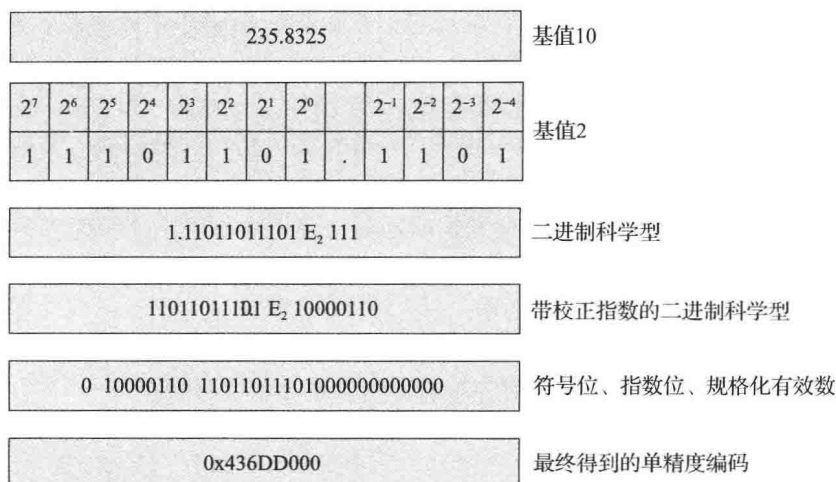 235.8325
基值10
2⁷ 2⁶ 2⁵ 2⁴ 2³ 2² 2¹ 2⁰ 2⁻¹ 2⁻² 2⁻³ 2⁻⁴
1 1 1 0 1 1 0 1 . 1 1 0 1
基值2
1.11011011101 E₂ 111
二进制科学型
11011011101 E₂ 10000110
带校正指数的二进制科学型
0 10000110 11011011101000000000000
符号位、指数位、规格化有效数
0x436DD000
最终得到的单精度编码